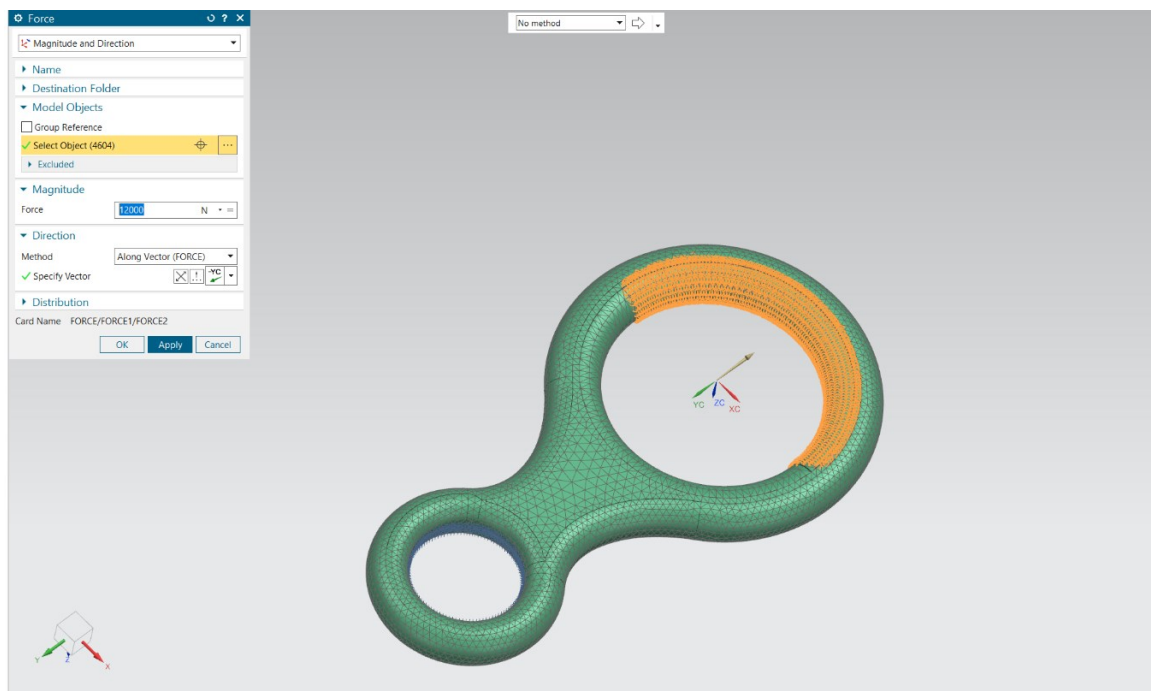 Force
? 
No method
Magnitude and Direction
Name
Destination Folder
Model Objects
Group Reference
Select Object (4604)
Excluded
Magnitude
Force 12000 N =
Direction
Method Along Vector (FORCE)
Specify Vector -YC
Distribution
Card Name FORCE/FORCE1/FORCE2
OK Apply Cancel
YC ZC XC
Y Z X